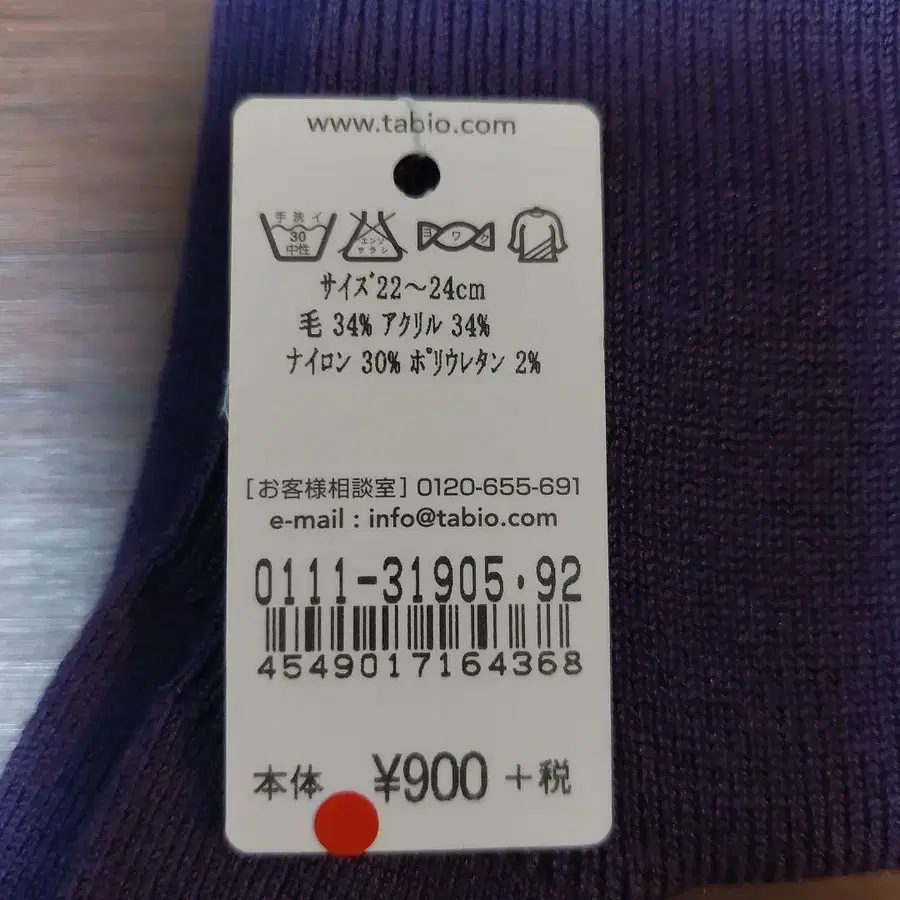 www.tabio.com
手洗イ
30
中性
エンソ
サラシ
ヨワク
サイズ22～24cm
毛 34% アクリル 34%
ナイロン 30% ポリウレタン 2%
[お客様相談室] 0120-655-691
e-mail : info@tabio.com
0111-31905・92
4549017164368
本体 ¥900 +税